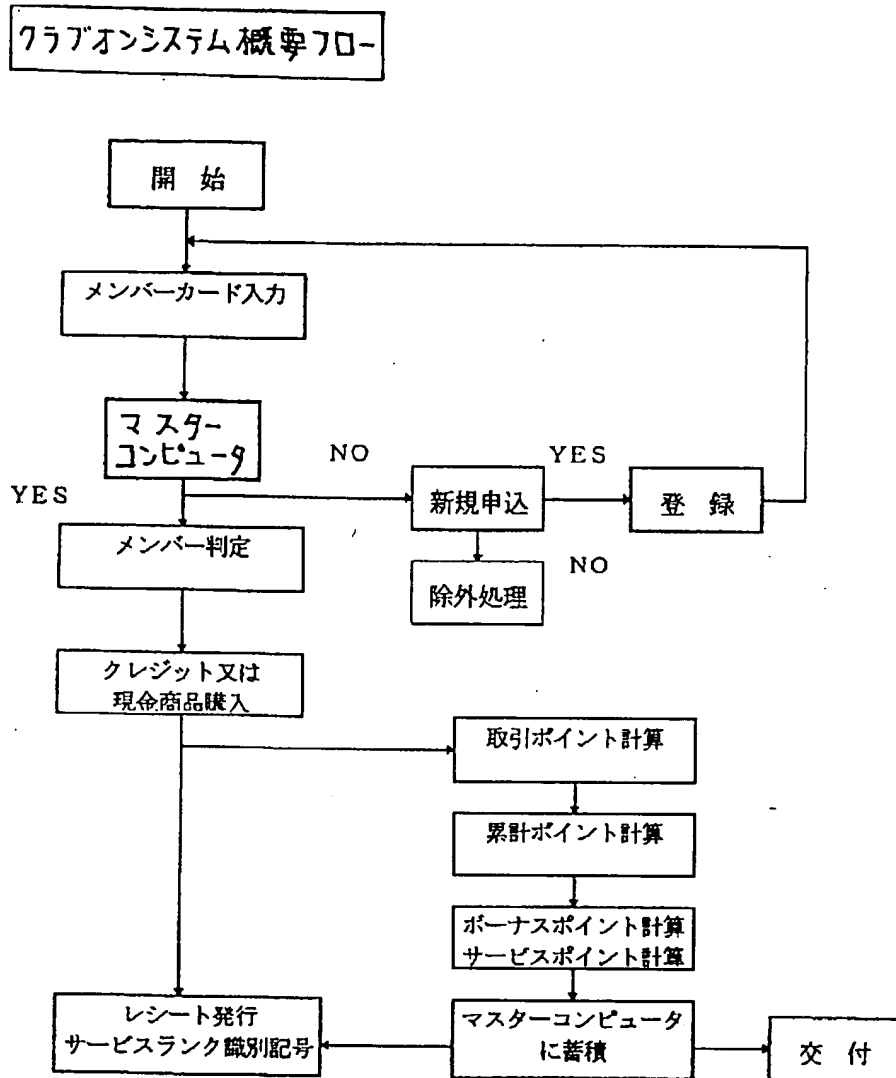 クラブオンシステム概要フロー
開 始
メンバーカード入力
マスター
コンピュータ
NO
YES
YES
新規申込
登 録
メンバー判定
NO
除外処理
クレジット又は
現金商品購入
取引ポイント計算
累計ポイント計算
ボーナスポイント計算
サービスポイント計算
レシート発行
サービスランク識別記号
マスターコンピュータ
に蓄積
交 付